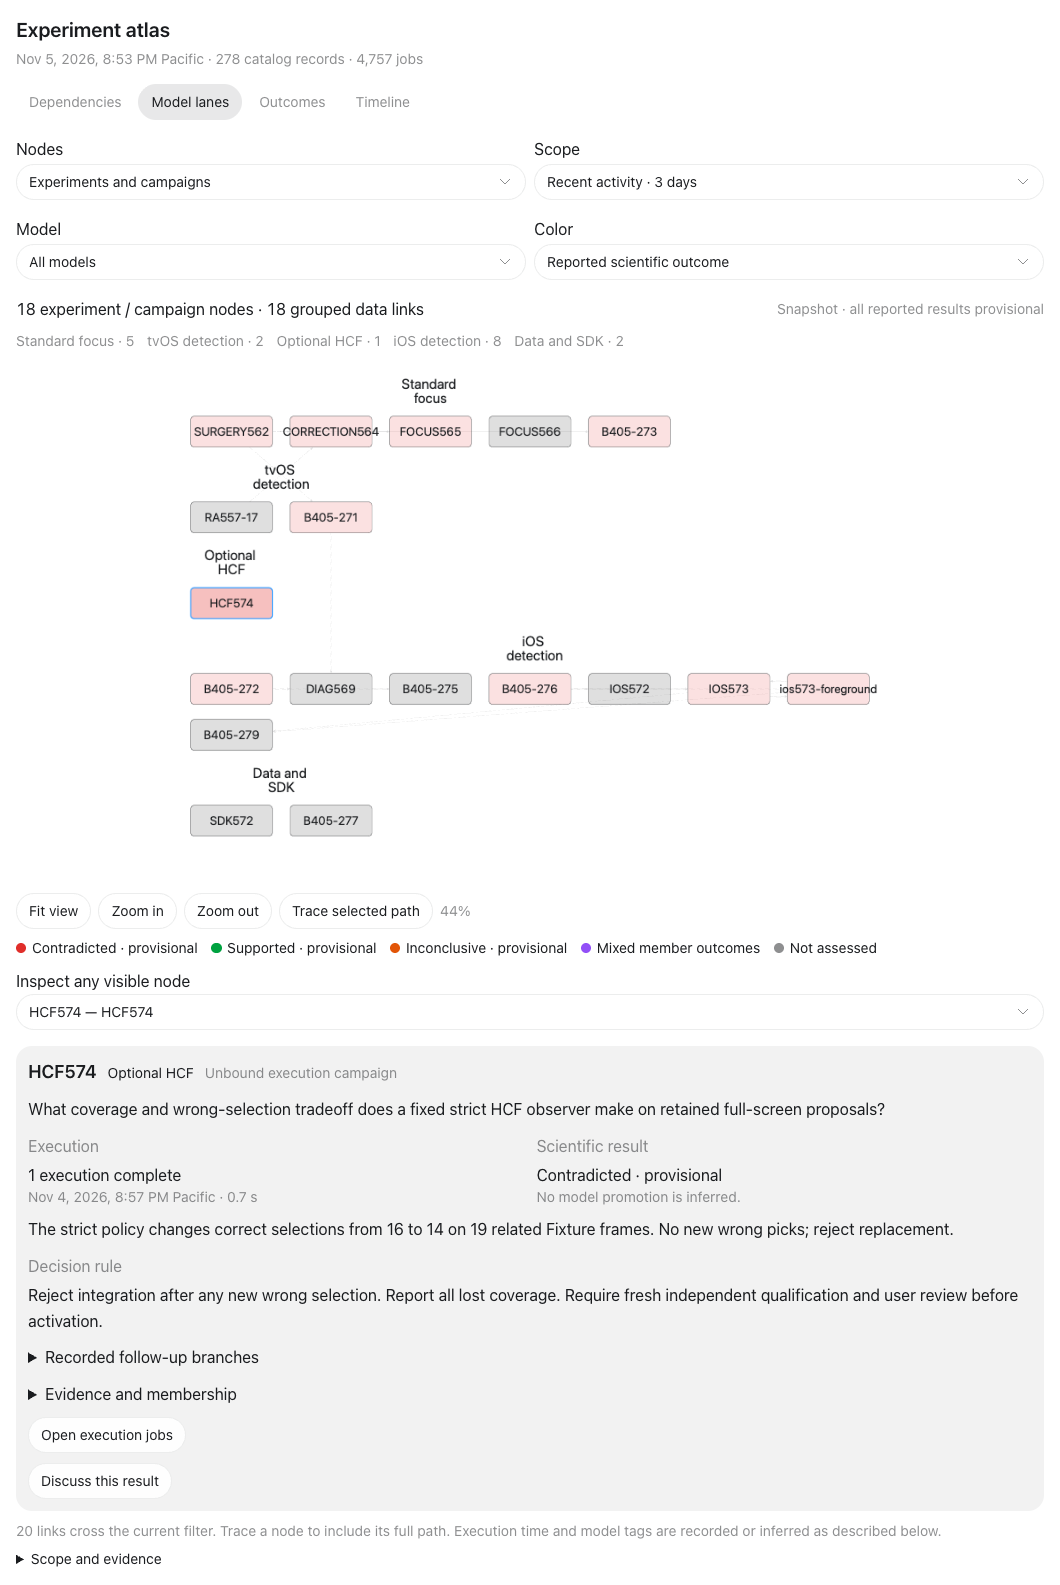 Experiment atlas
Nov 5, 2026, 8:53 PM Pacific · 278 catalog records · 4,757 jobs
Dependencies Model lanes Outcomes Timeline
Nodes
Experiments and campaigns
Scope
Recent activity · 3 days
Model
All models
Color
Reported scientific outcome
18 experiment / campaign nodes · 18 grouped data links
Snapshot · all reported results provisional
Standard focus · 5 tvOS detection · 2 Optional HCF · 1 iOS detection · 8 Data and SDK · 2
Standard
focus
SURGERY562 CORRECTION564 FOCUS565 FOCUS566 B405-273
tvOS
detection
RA557-17 B405-271
Optional
HCF
HCF574
iOS
detection
B405-272 DIAG569 B405-275 B405-276 IOS572 IOS573 ios573-foreground
B405-279
Data and
SDK
SDK572 B405-277
Fit view Zoom in Zoom out Trace selected path 44%
Contradicted · provisional Supported · provisional Inconclusive · provisional Mixed member outcomes Not assessed
Inspect any visible node
HCF574 — HCF574
HCF574 Optional HCF Unbound execution campaign
What coverage and wrong-selection tradeoff does a fixed strict HCF observer make on retained full-screen proposals?
Execution
1 execution complete
Nov 4, 2026, 8:57 PM Pacific · 0.7 s
Scientific result
Contradicted · provisional
No model promotion is inferred.
The strict policy changes correct selections from 16 to 14 on 19 related Fixture frames. No new wrong picks; reject replacement.
Decision rule
Reject integration after any new wrong selection. Report all lost coverage. Require fresh independent qualification and user review before
activation.
Recorded follow-up branches
Evidence and membership
Open execution jobs
Discuss this result
20 links cross the current filter. Trace a node to include its full path. Execution time and model tags are recorded or inferred as described below.
Scope and evidence